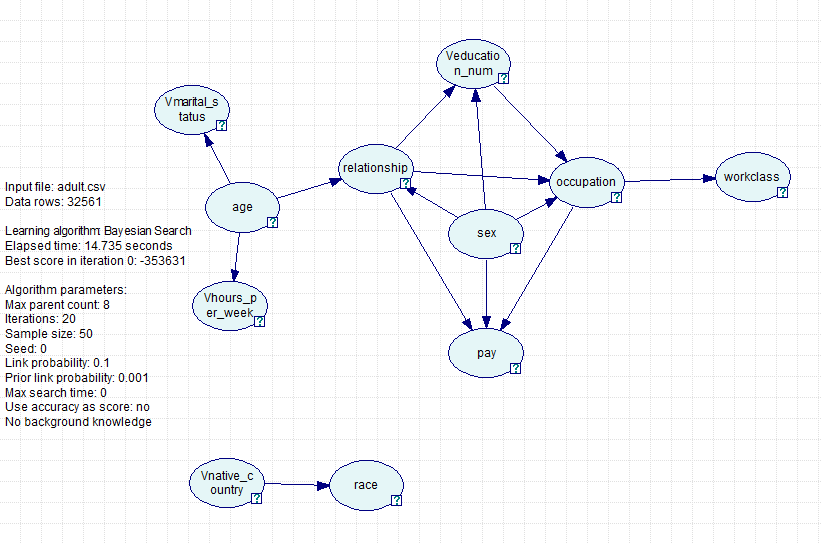 Veducatio
n_num
?
Vmarital_s
tatus
?
relationship
?
occupation
?
workclass
?
Input file: adult.csv
Data rows: 32561
age
?
sex
?
Learning algorithm: Bayesian Search
Elapsed time: 14.735 seconds
Best score in iteration 0: -353631
Algorithm parameters:
Max parent count: 8
Iterations: 20
Sample size: 50
Seed: 0
Link probability: 0.1
Prior link probability: 0.001
Max search time: 0
Use accuracy as score: no
No background knowledge
Vhours_p
er_week
?
pay
?
Vnative_c
ountry
?
race
?